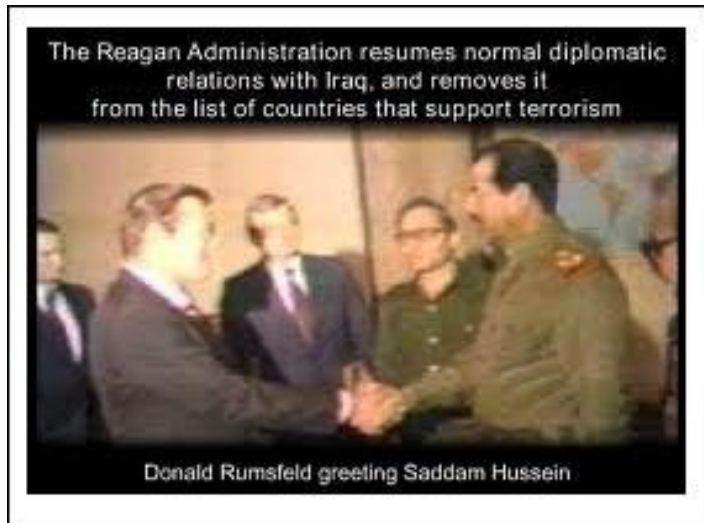 The Reagan Administration resumes normal diplomatic
relations with Iraq, and removes it
from the list of countries that support terrorism
Donald Rumsfeld greeting Saddam Hussein